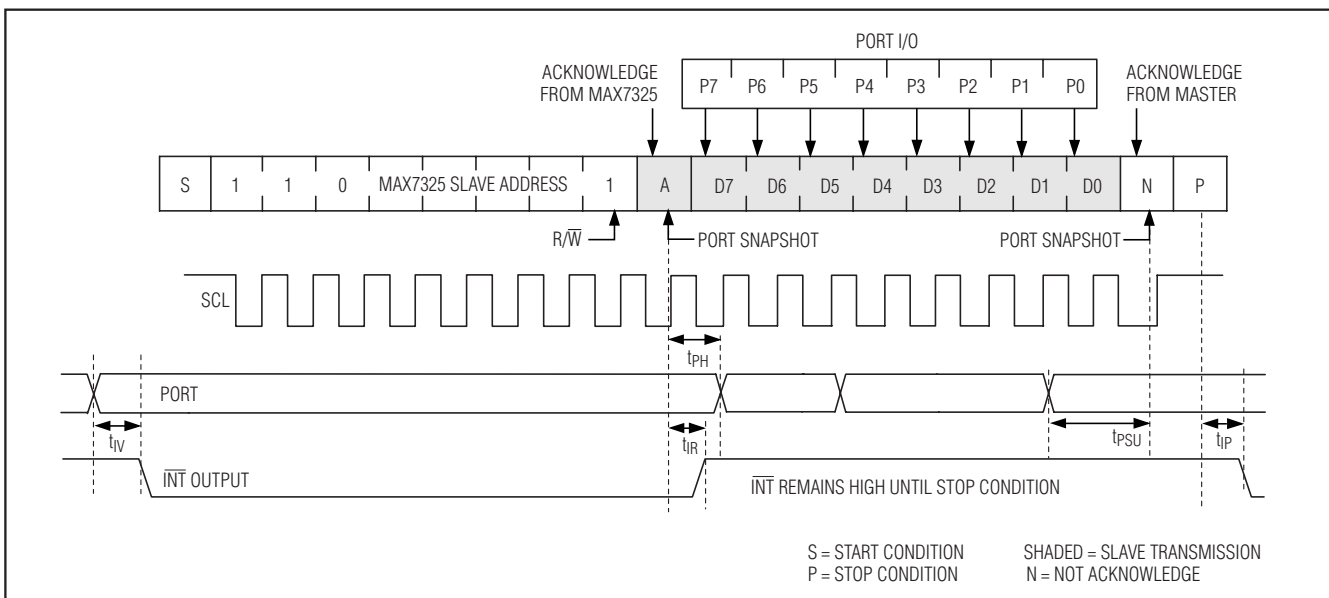 PORT I/O
ACKNOWLEDGE
FROM MAX7325
P7 P6 P5 P4 P3 P2 P1 P0
ACKNOWLEDGE
FROM MASTER
S 1 1 0 MAX7325 SLAVE ADDRESS 1 A D7 D6 D5 D4 D3 D2 D1 D0 N P
R/W̅ PORT SNAPSHOT PORT SNAPSHOT
SCL
tPH
PORT
tIV tIR tPSU tIP
I̅N̅T̅ OUTPUT I̅N̅T̅ REMAINS HIGH UNTIL STOP CONDITION
S = START CONDITION SHADED = SLAVE TRANSMISSION
P = STOP CONDITION N = NOT ACKNOWLEDGE